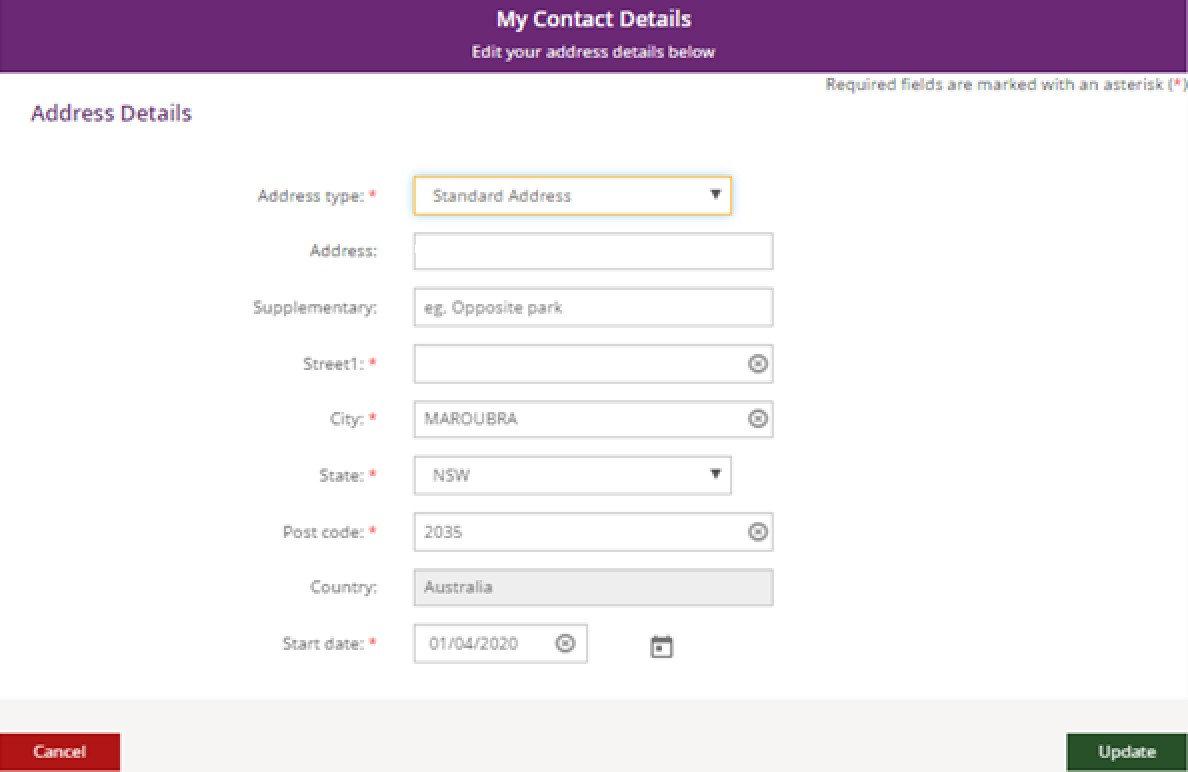 My Contact Details
Edit your address details below
Required fields are marked with an asterisk (*)
Address Details
Address type: * Standard Address
Address:
Supplementary: eg. Opposite park
Street1: *
City: * MAROUBRA
State: * NSW
Post code: * 2035
Country: Australia
Start date: * 01/04/2020
Cancel Update